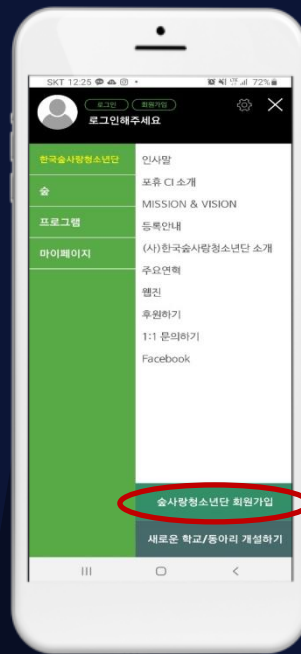 SKT 12:25
72%
로그인 회원가입
로그인해주세요
한국숲사랑청소년단
숲
프로그램
마이페이지
인사말
포휴 CI 소개
MISSION & VISION
등록안내
(사)한국숲사랑청소년단 소개
주요연혁
웹진
후원하기
1:1 문의하기
Facebook
숲사랑청소년단 회원가입
새로운 학교/동아리 개설하기